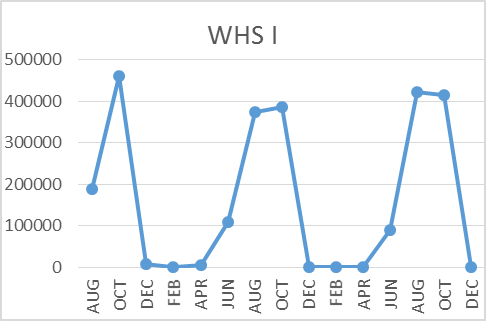 WHS I
500000
400000
300000
200000
100000
0
AUG
OCT
DEC
FEB
APR
JUN
AUG
OCT
DEC
FEB
APR
JUN
AUG
OCT
DEC